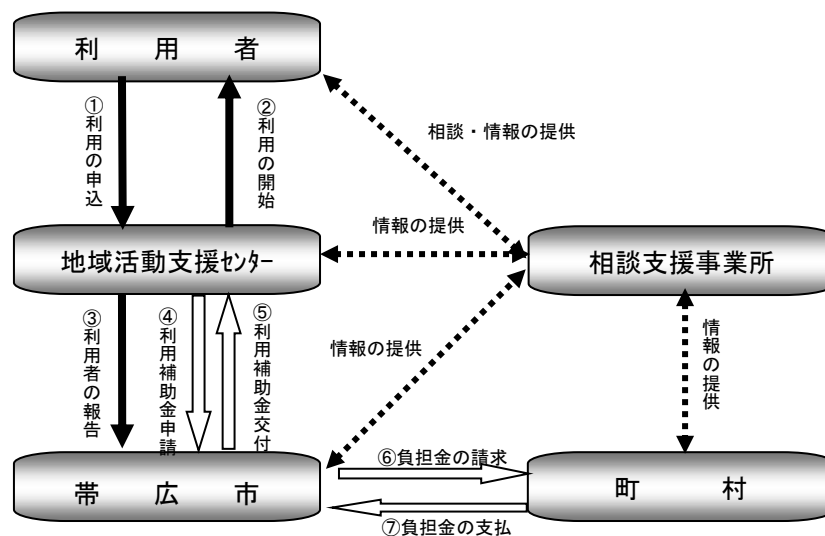 利　用　者
①利用の申込
②利用の開始
相談・情報の提供
情報の提供
地域活動支援ｾﾝﾀｰ
相談支援事業所
③利用者の報告
④利用補助金申請
⑤利用補助金交付
情報の提供
情報の提供
⑥負担金の請求
帯　広　市
町　村
⑦負担金の支払